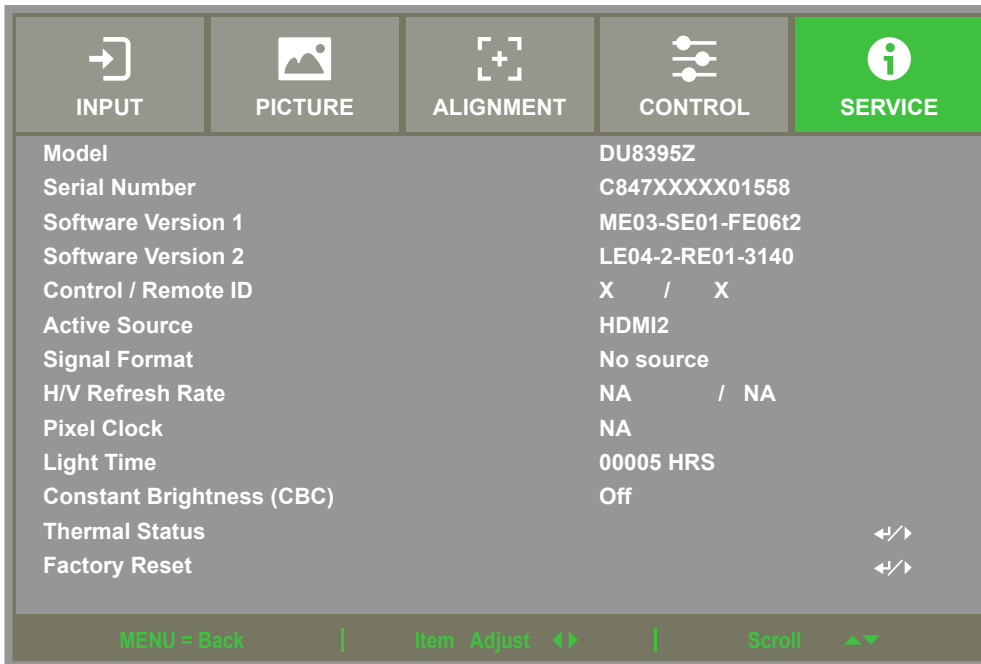 INPUT PICTURE ALIGNMENT CONTROL SERVICE
Model DU8395Z
Serial Number C847XXXXX01558
Software Version 1 ME03-SE01-FE06t2
Software Version 2 LE04-2-RE01-3140
Control / Remote ID X / X
Active Source HDMI2
Signal Format No source
H/V Refresh Rate NA / NA
Pixel Clock NA
Light Time 00005 HRS
Constant Brightness (CBC) Off
Thermal Status
Factory Reset
MENU = Back | Item Adjust | Scroll